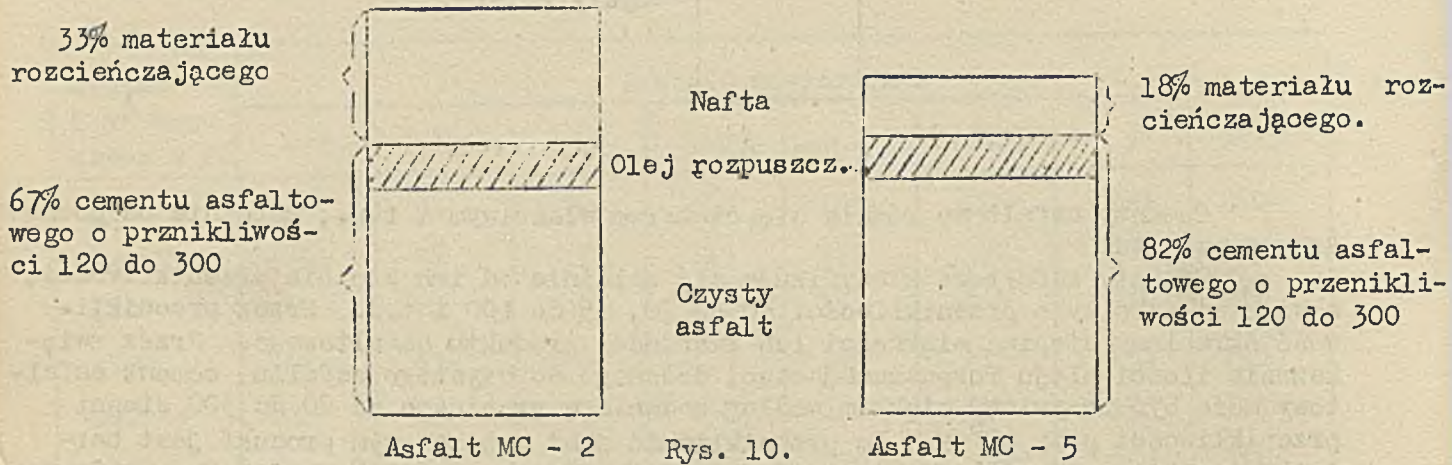 33% materiału
rozcieńczającego
67% cementu asfalto-
wego o prznikliwoś-
ci 120 do 300
Nafta
Olej rozpuszcz.
Czysty
asfalt
18% materiału roz-
cieńczającego.
82% cementu asfal-
towego o przenikli-
wości 120 do 300
Asfalt MC - 2
Rys. 10.
Asfalt MC - 5